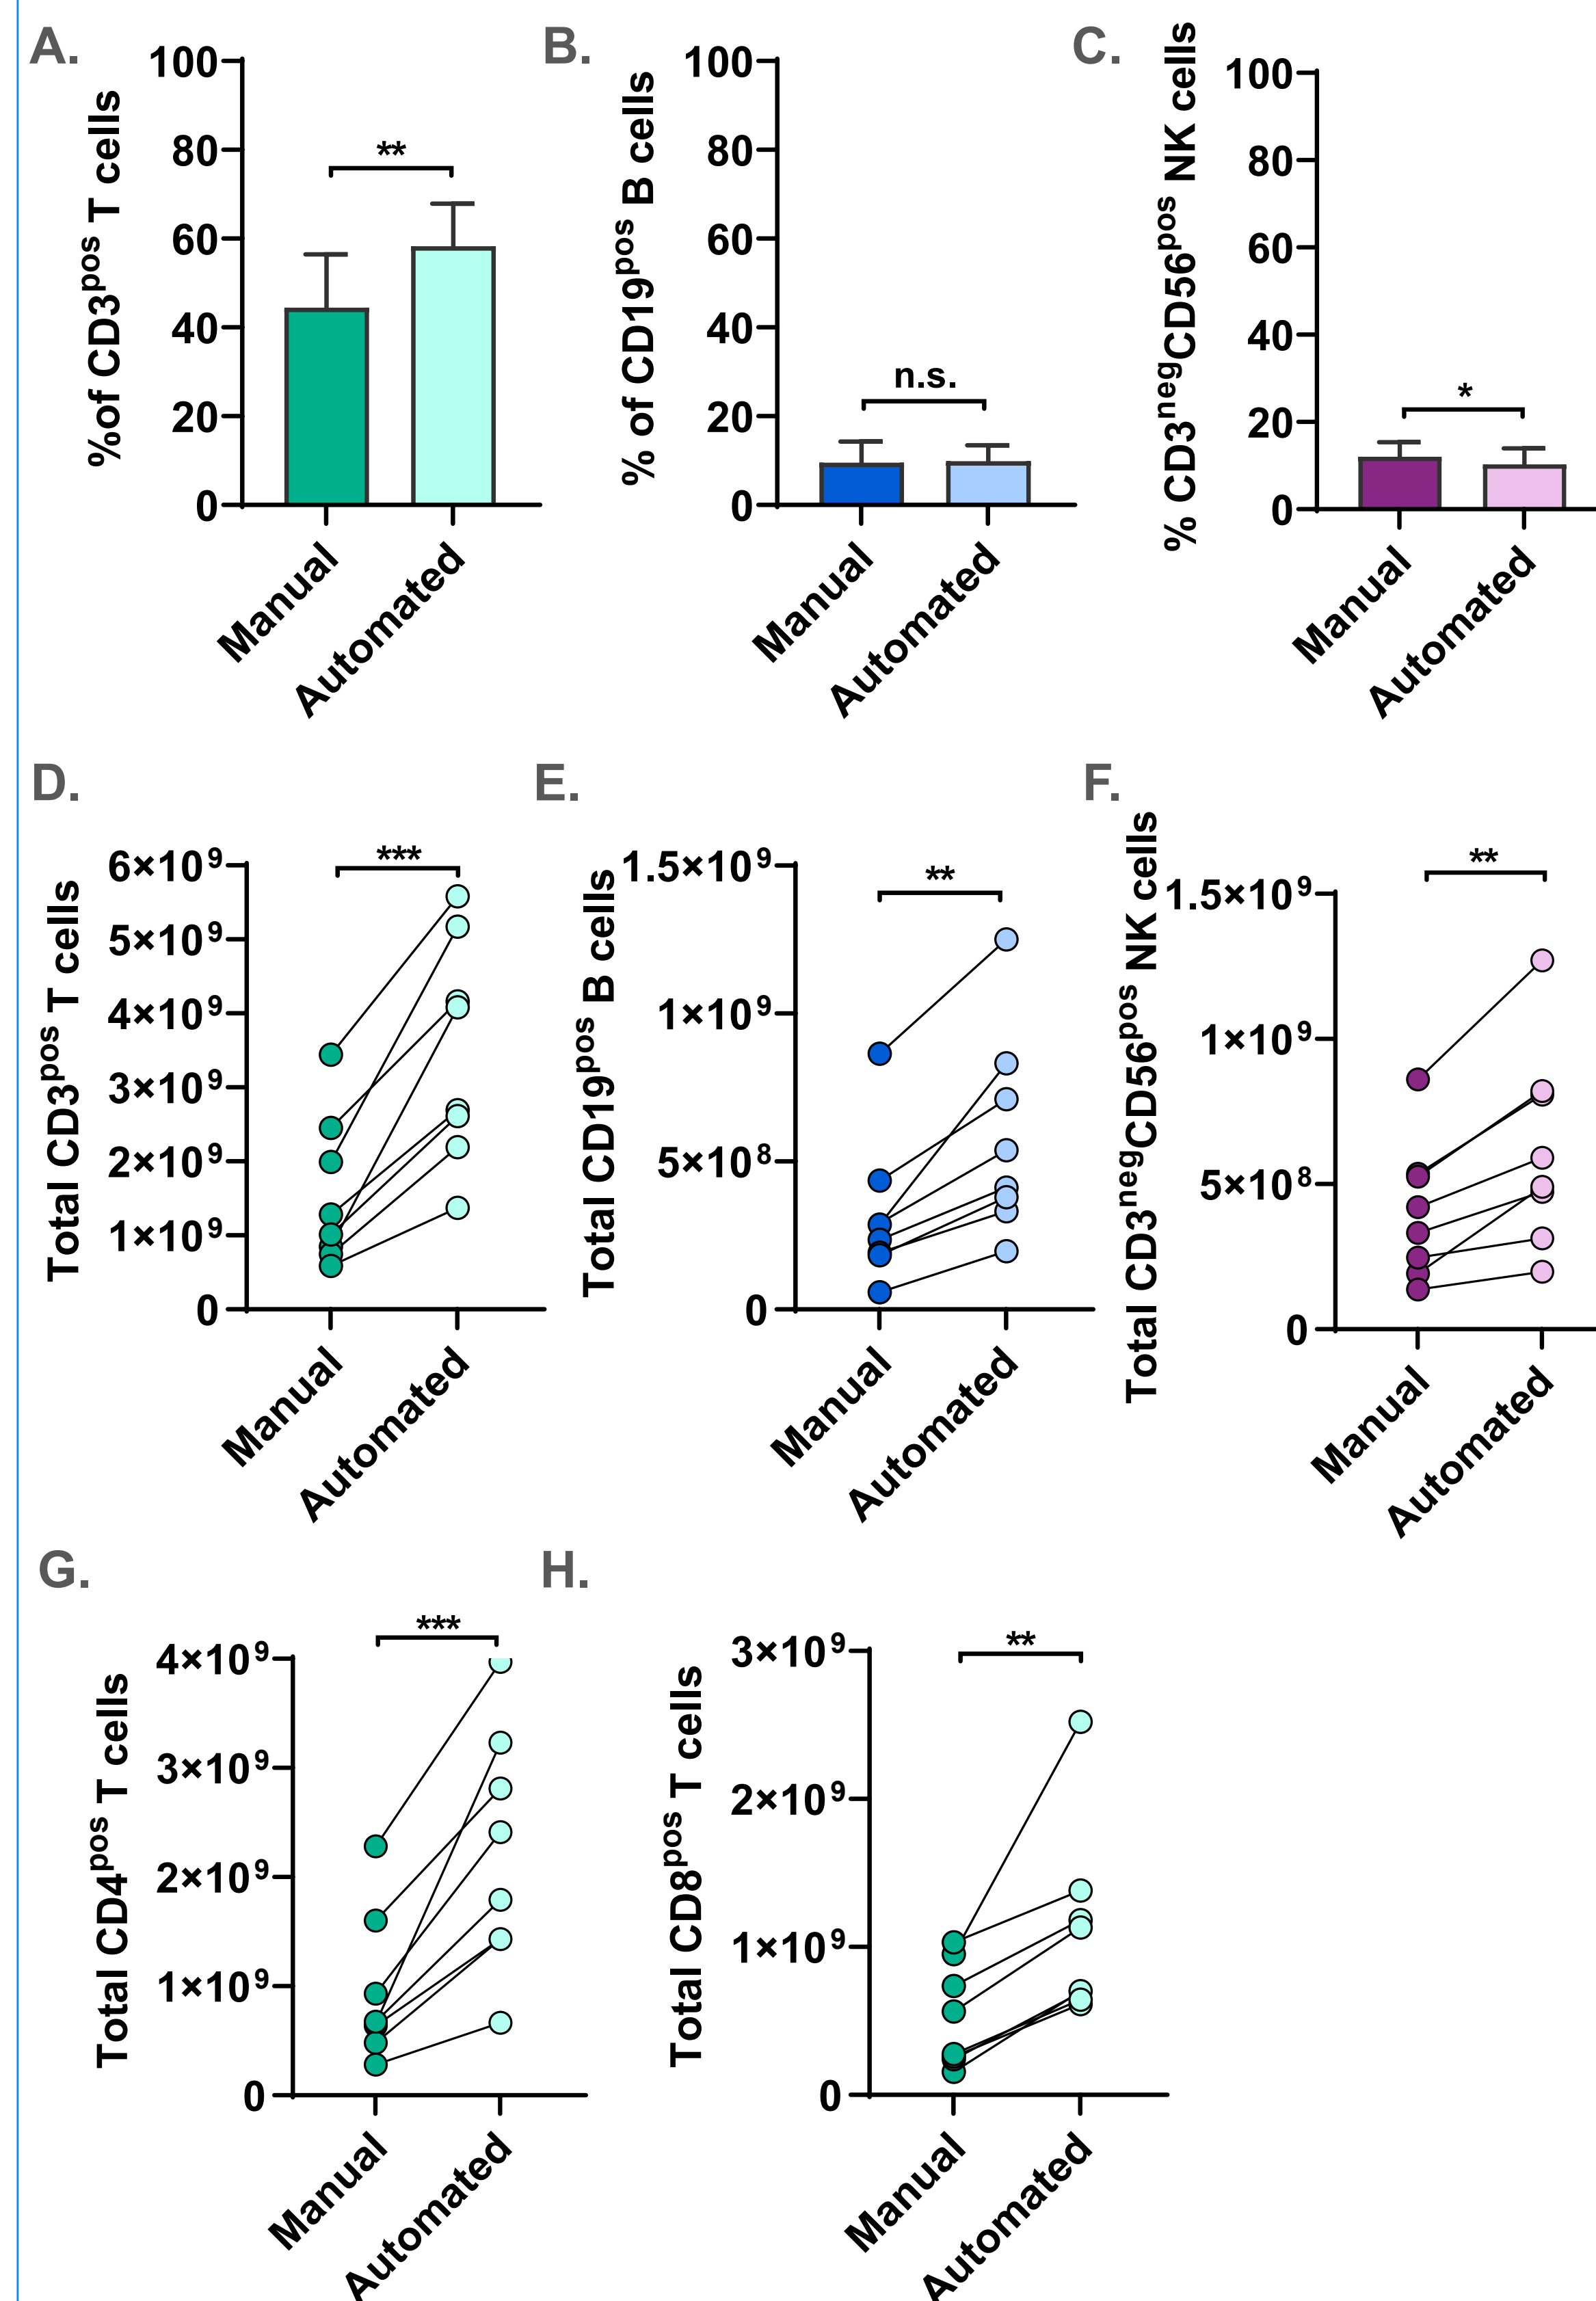 A.
%of CD3pos T cells
100
80
60
40
20
0
**
Manual
Automated
B.
% of CD19pos B cells
100
80
60
40
20
0
n.s.
Manual
Automated
C.
% CD3negCD56pos NK cells
100
80
60
40
20
0
*
Manual
Automated
D.
Total CD3pos T cells
6×10⁹
5×10⁹
4×10⁹
3×10⁹
2×10⁹
1×10⁹
0
***
Manual
Automated
E.
Total CD19pos B cells
1.5×10⁹
1×10⁹
5×10⁸
0
**
Manual
Automated
F.
Total CD3negCD56pos NK cells
1.5×10⁹
1×10⁹
5×10⁸
0
**
Manual
Automated
G.
Total CD4pos T cells
4×10⁹
3×10⁹
2×10⁹
1×10⁹
0
***
Manual
Automated
H.
Total CD8pos T cells
3×10⁹
2×10⁹
1×10⁹
0
**
Manual
Automated